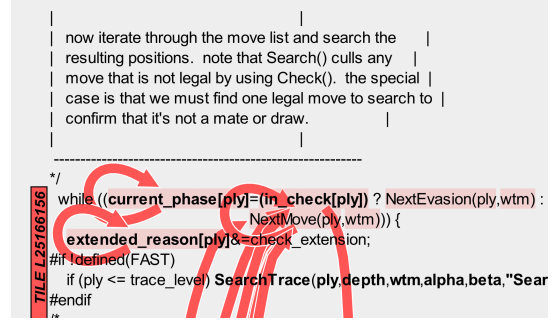 |                                                          |
|   now iterate through the move list and search the       |
|   resulting positions.  note that Search() culls any     |
|   move that is not legal by using Check().  the special  |
|   case is that we must find one legal move to search to  |
|   confirm that it's not a mate or draw.                  |
|                                                          |
----------------------------------------------------------
*/
while ((current_phase[ply]=(in_check[ply]) ? NextEvasion(ply,wtm) :
NextMove(ply,wtm))) {
extended_reason[ply]&=check_extension;
#if !defined(FAST)
if (ply <= trace_level) SearchTrace(ply,depth,wtm,alpha,beta,"Sear
#endif
/*
TILE L25166156